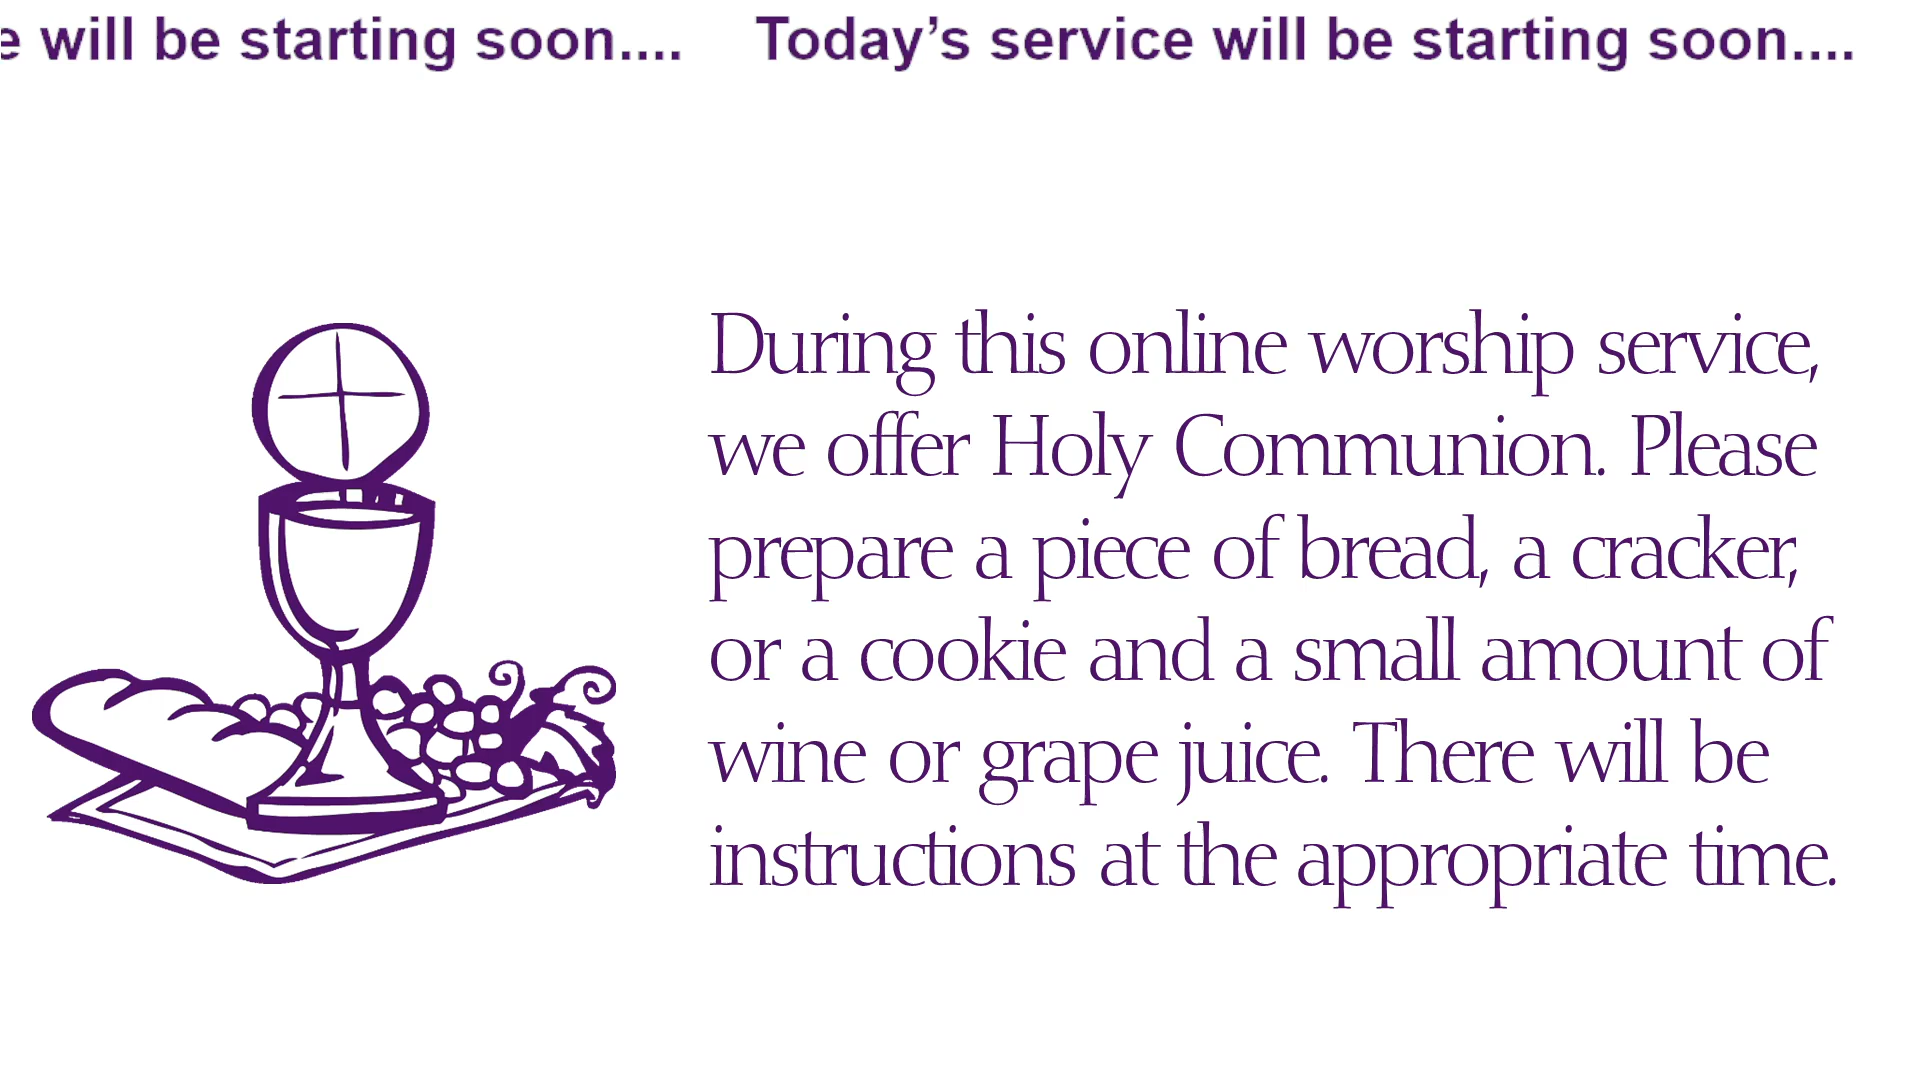 e will be starting soon.... Today’s service will be starting soon....
During this online worship service,
we offer Holy Communion. Please
prepare a piece of bread, a cracker,
or a cookie and a small amount of
wine or grape juice. There will be
instructions at the appropriate time.